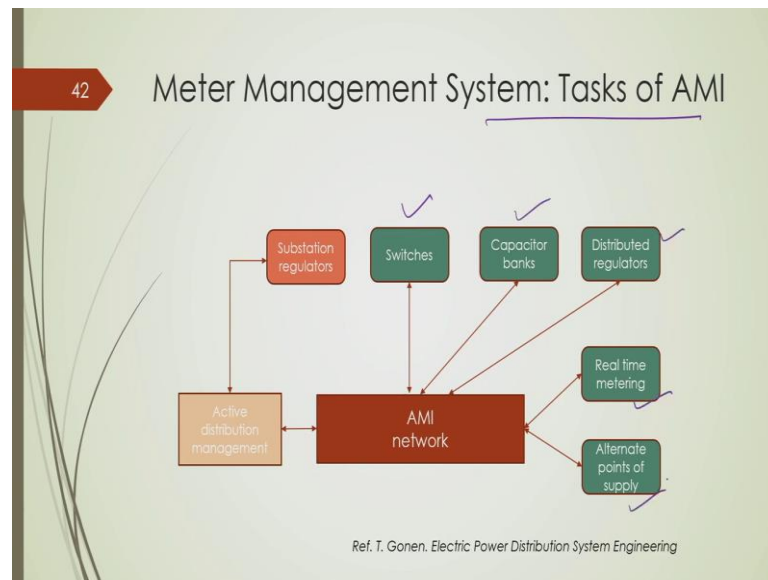 42
Meter Management System: Tasks of AMI
Substation
regulators
Switches
Capacitor
banks
Distributed
regulators
Real time
metering
Active
distribution
management
AMI
network
Alternate
points of
supply
Ref. T. Gonen. Electric Power Distribution System Engineering